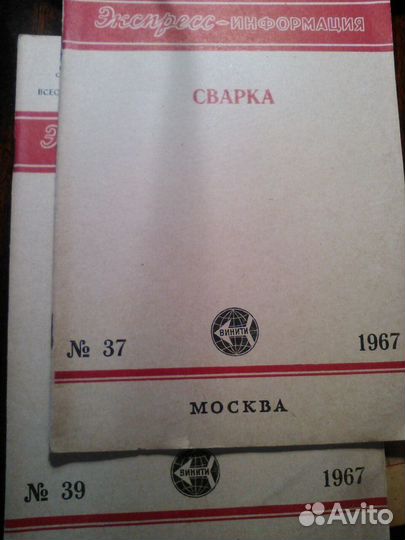 Экспресс-ИНФОРМАЦИЯ
СВАРКА
ВИНИТИ
№ 37
1967
МОСКВА
ВИНИТИ
№ 39
1967
Avito